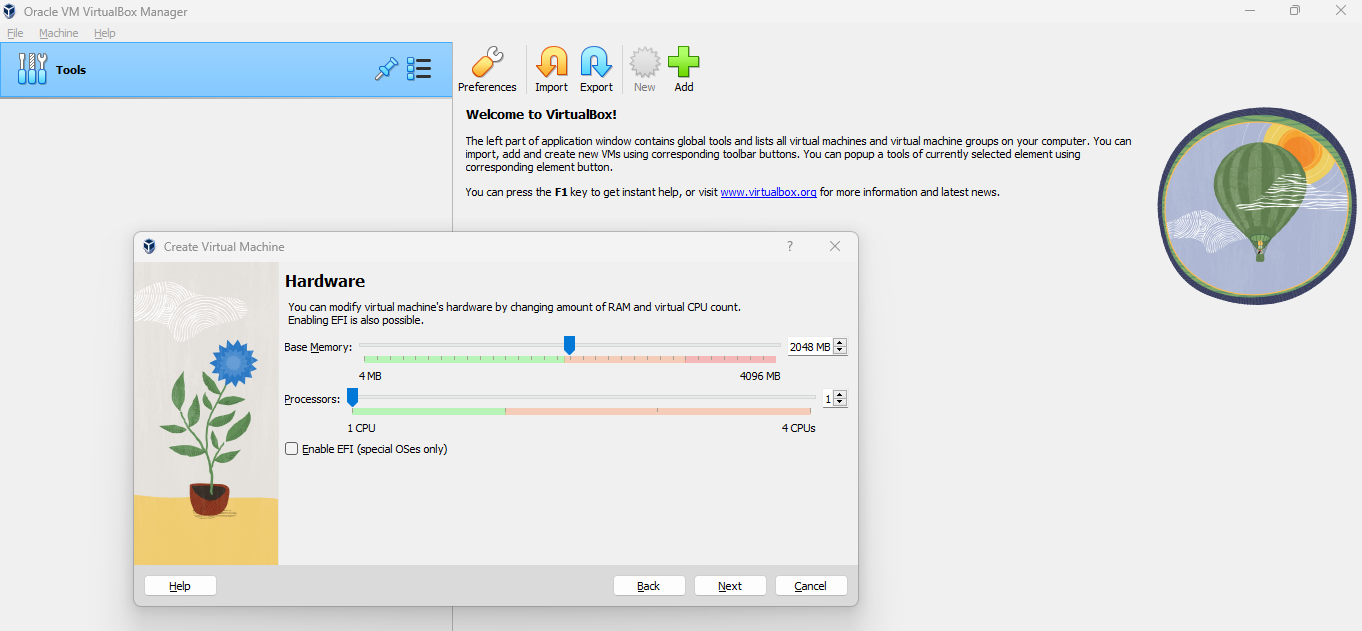 Oracle VM VirtualBox Manager
File Machine Help
Tools
Preferences Import Export New Add
Welcome to VirtualBox!
The left part of application window contains global tools and lists all virtual machines and virtual machine groups on your computer. You can
import, add and create new VMs using corresponding toolbar buttons. You can popup a tools of currently selected element using
corresponding element button.
You can press the F1 key to get instant help, or visit www.virtualbox.org for more information and latest news.
Create Virtual Machine ?
Hardware
You can modify virtual machine's hardware by changing amount of RAM and virtual CPU count.
Enabling EFI is also possible.
Base Memory: 2048 MB
4 MB 4096 MB
Processors: 1
1 CPU 4 CPUs
Enable EFI (special OSes only)
Help Back Next Cancel